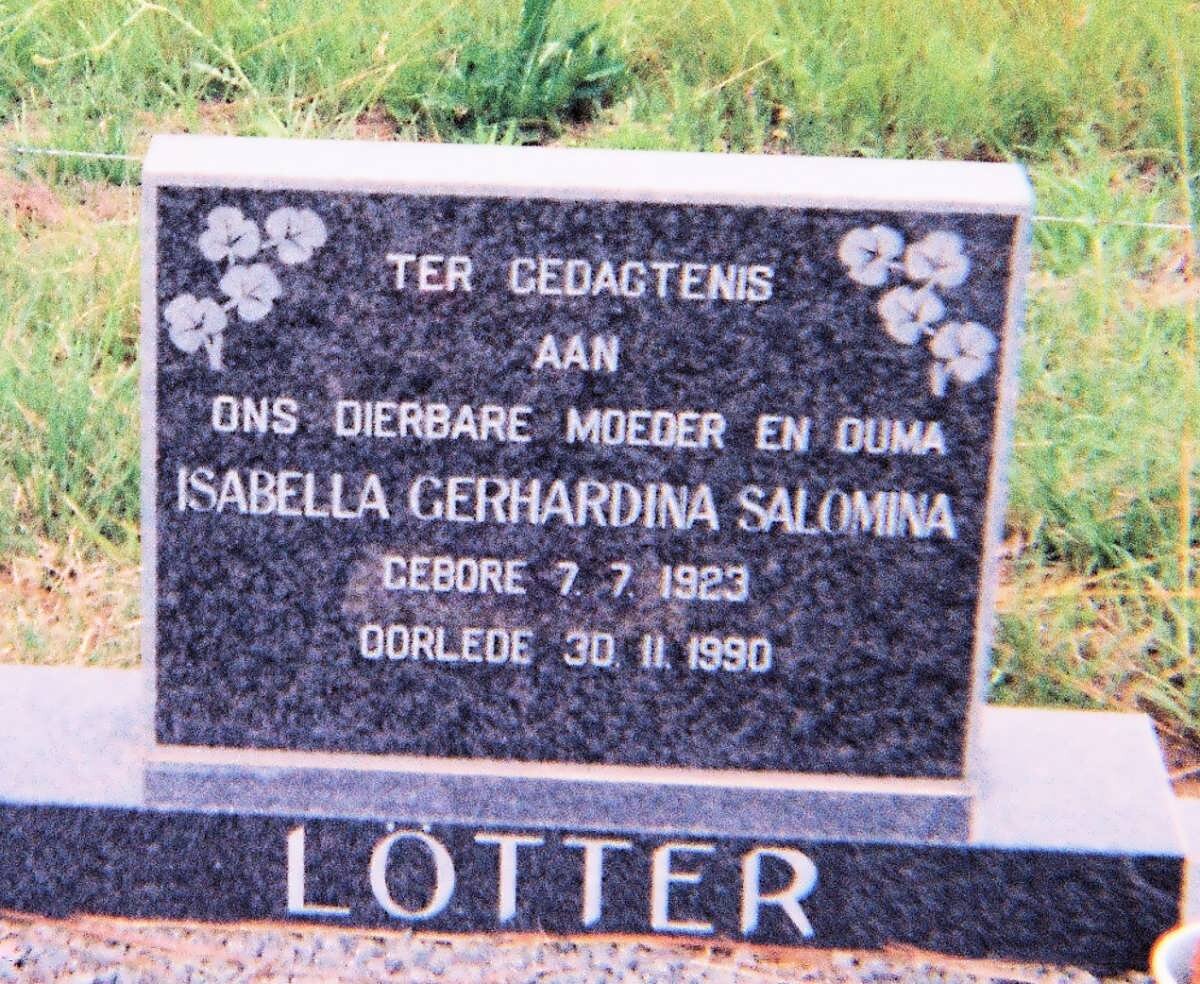 TER GEDAGTENIS
AAN
ONS DIERBARE MOEDER EN OUMA
ISABELLA GERHARDINA SALOMINA
GEBORE 7. 7. 1923
OORLEDE 30. 11. 1990
LÖTTER